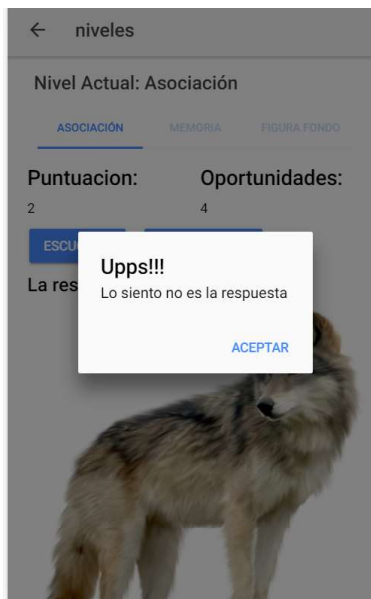 niveles
Nivel Actual: Asociación
ASOCIACIÓN MEMORIA FIGURA FONDO
Puntuacion: Oportunidades:
2 4
Upps!!!
Lo siento no es la respuesta
ACEPTAR
La